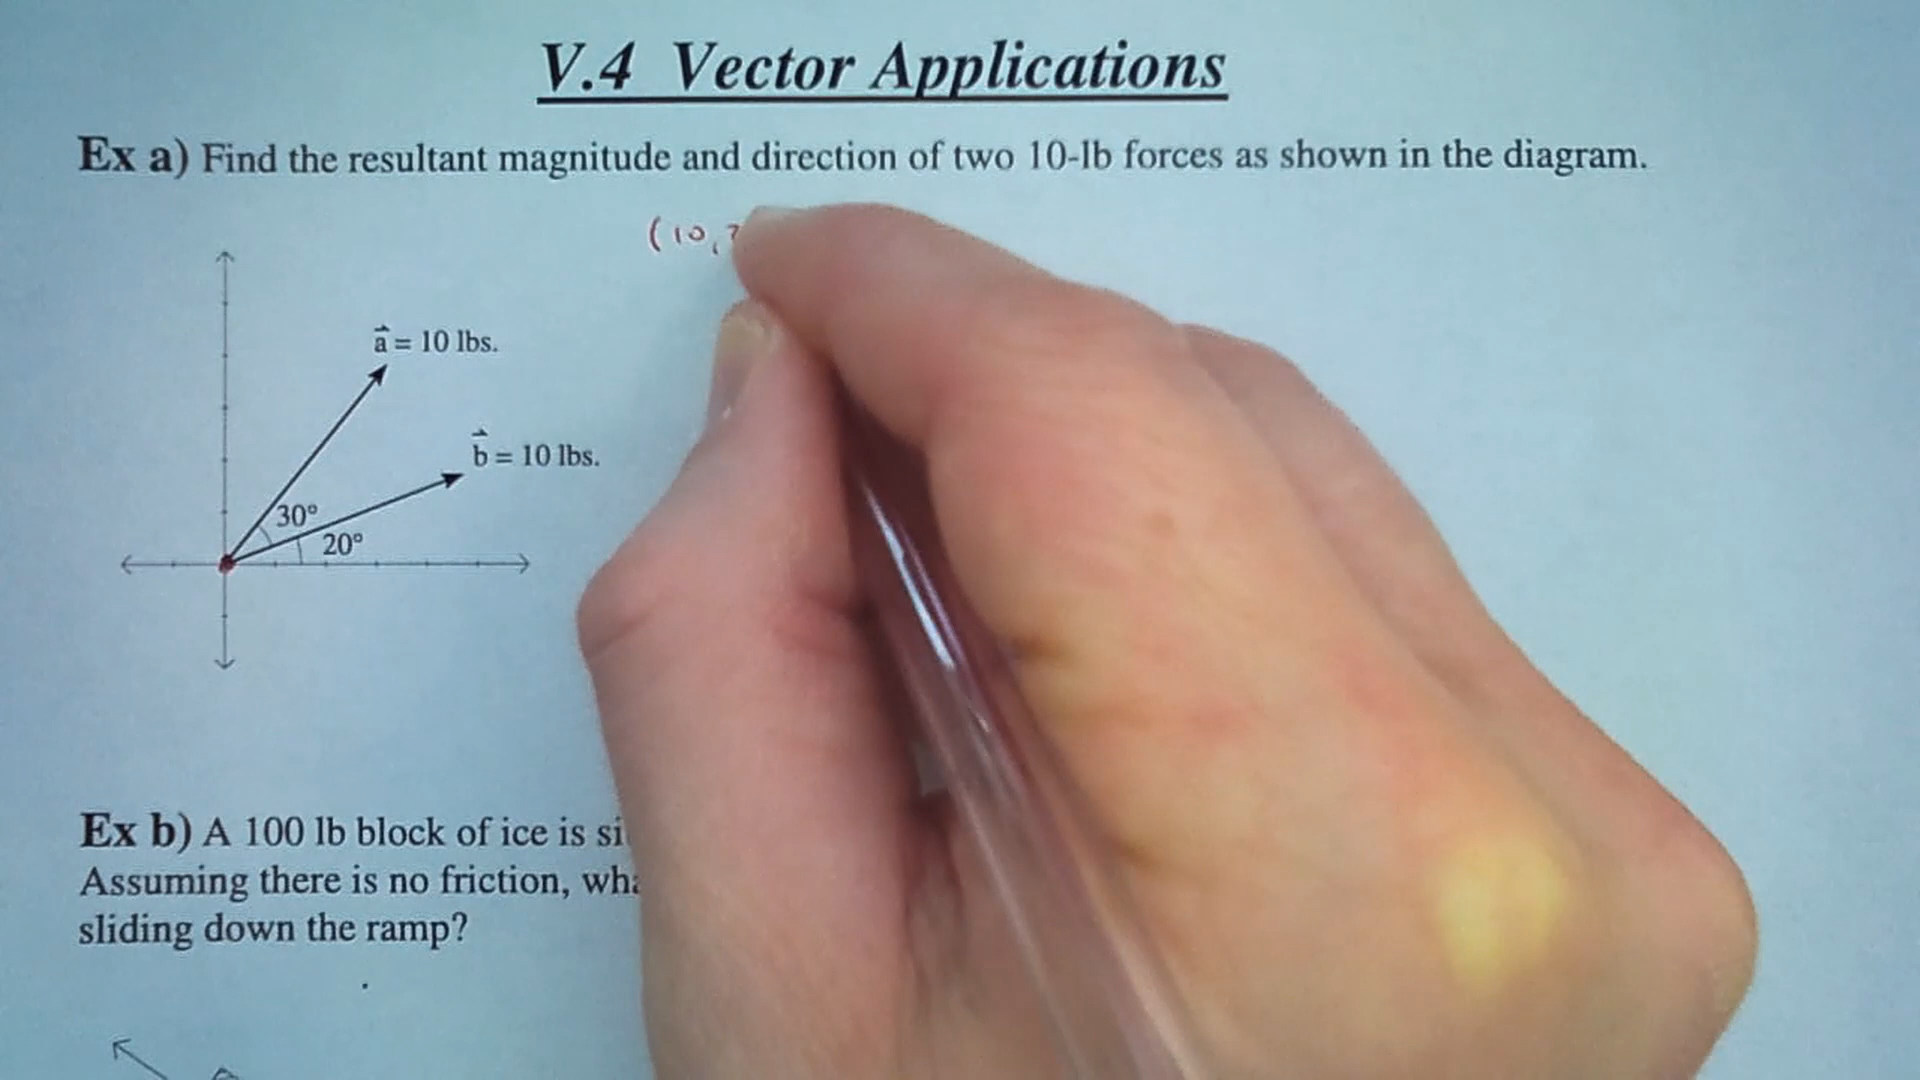 V.4 Vector Applications
Ex a) Find the resultant magnitude and direction of two 10-lb forces as shown in the diagram.
(10,
a⃗ = 10 lbs.
b⃗ = 10 lbs.
30°
20°
Ex b) A 100 lb block of ice is
Assuming there is no friction,
sliding down the ramp?